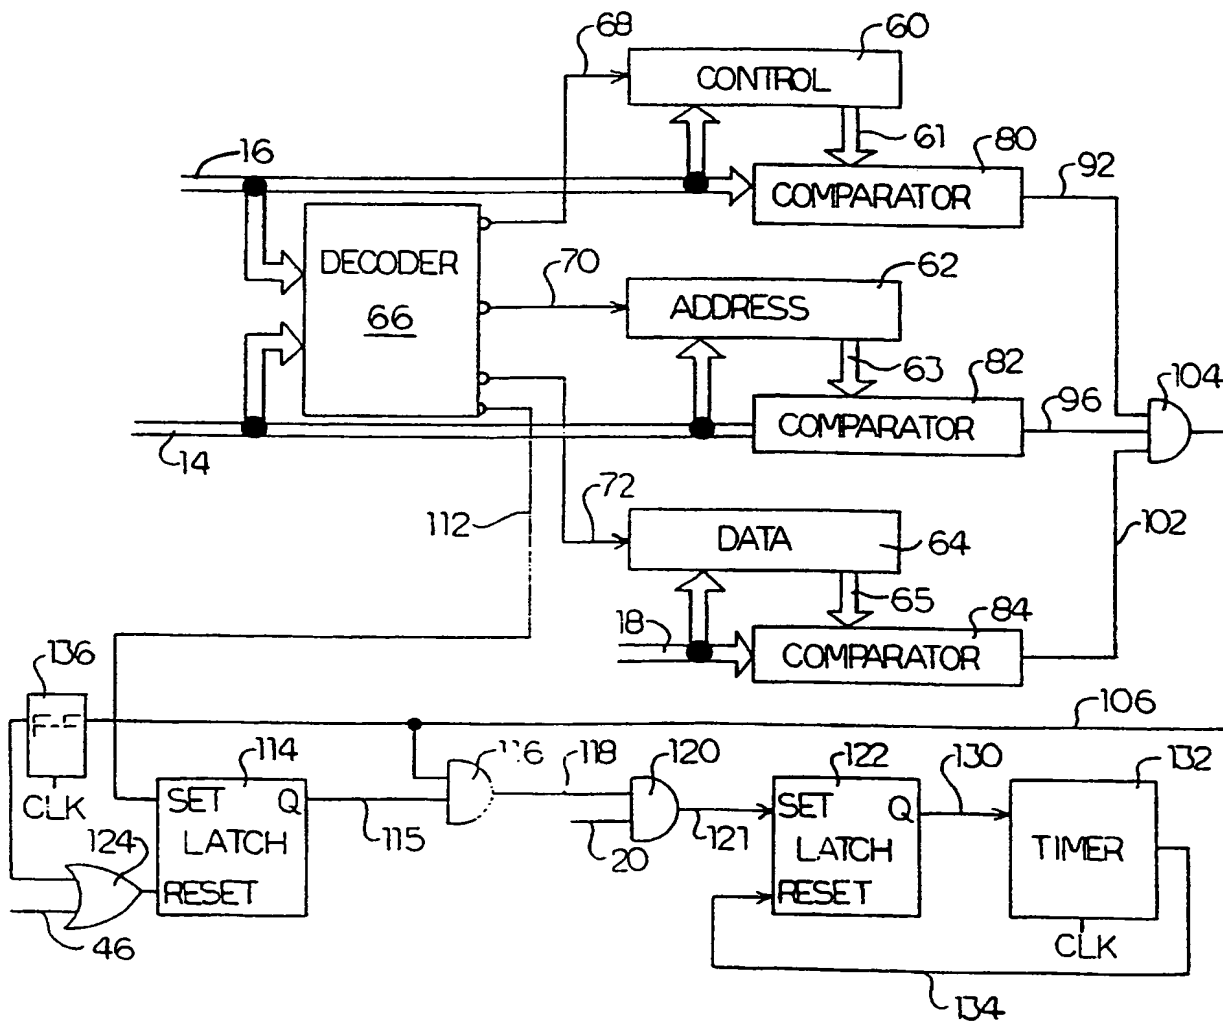 68
60
CONTROL
61
80
92
16
COMPARATOR
DECODER
66
70
62
ADDRESS
63
82
96
104
COMPARATOR
14
72
112
DATA
64
102
65
84
18
COMPARATOR
136
F-F
106
114
116
118
120
122
130
132
CLK
SET
Q
LATCH
RESET
115
20
121
SET
Q
LATCH
RESET
TIMER
124
46
CLK
134